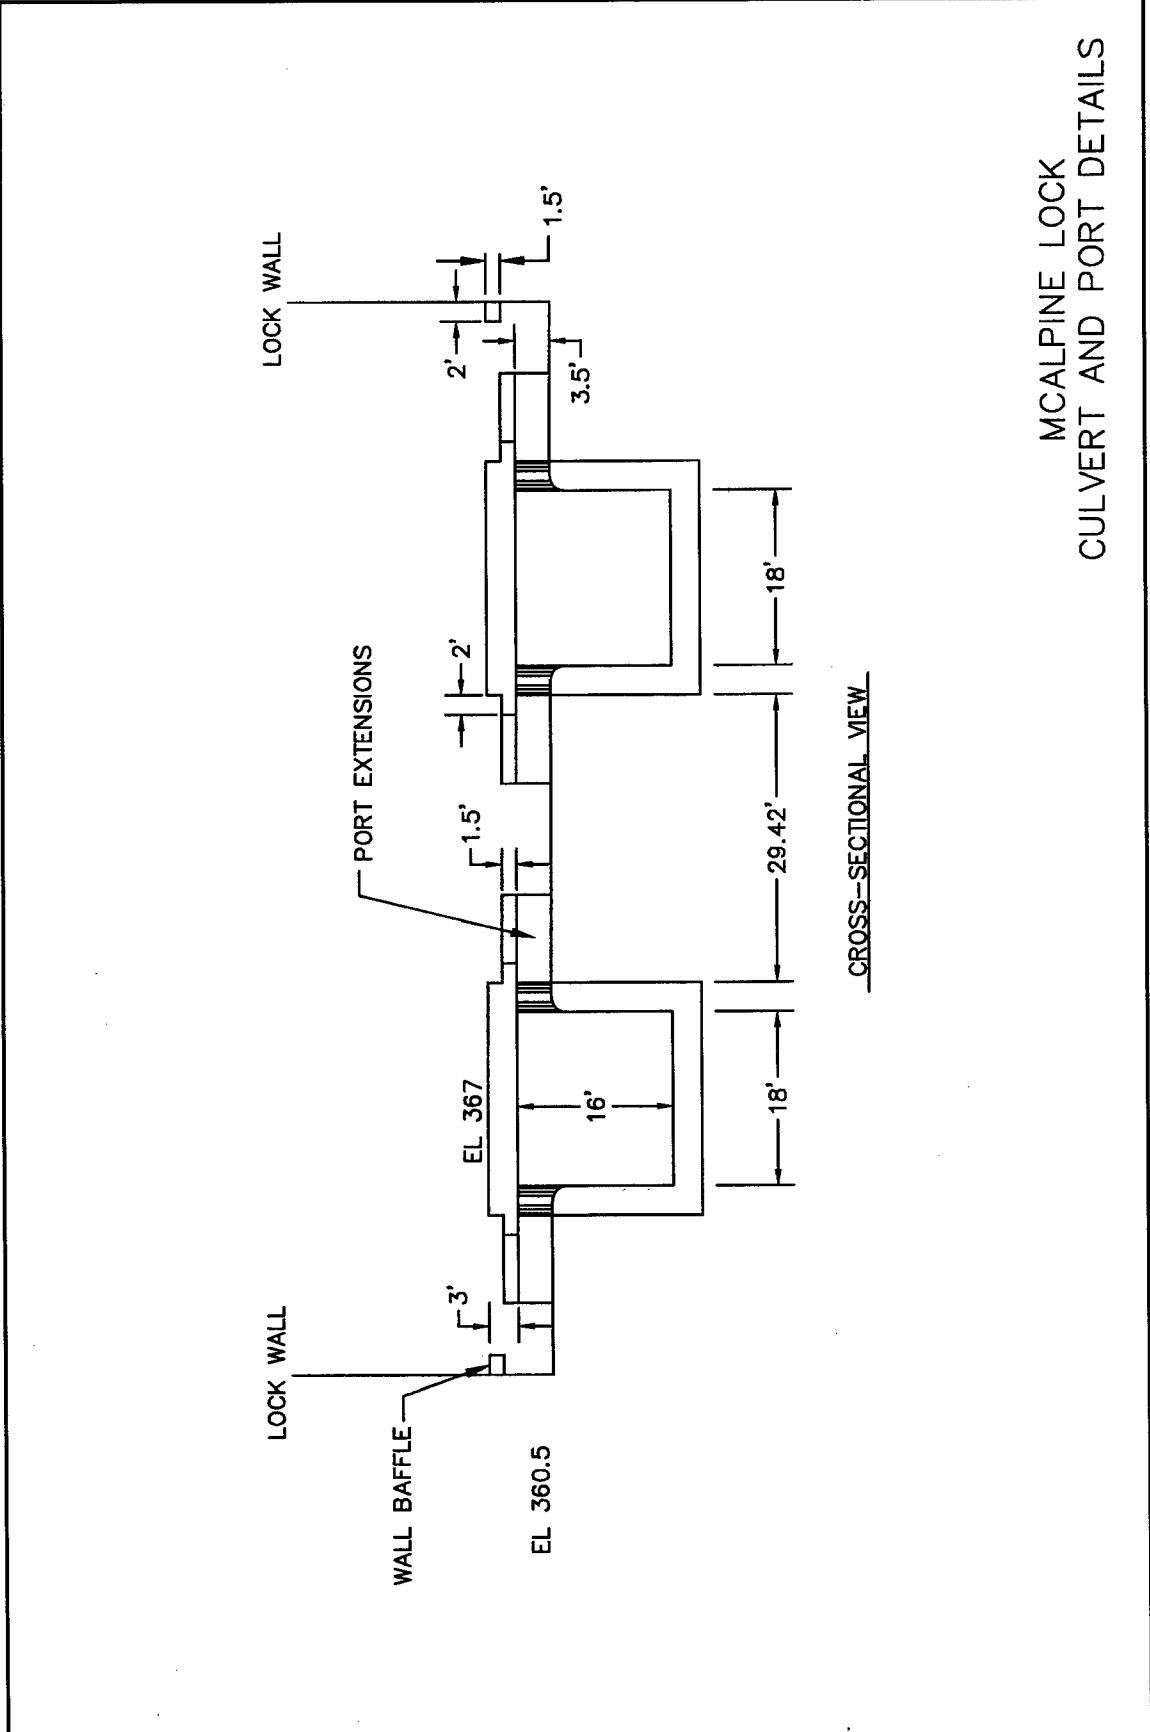 LOCK WALL
LOCK WALL
WALL BAFFLE
PORT EXTENSIONS
3'
EL 367
1.5'
2'
2'
1.5'
3.5'
EL 360.5
16'
18'
29.42'
18'
CROSS-SECTIONAL VIEW
MCALPINE LOCK
CULVERT AND PORT DETAILS